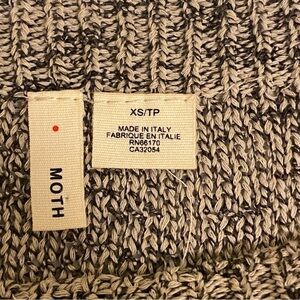 MOTH
XS/TP
MADE IN ITALY
FABRIQUE EN ITALIE
RN66170
CA32054